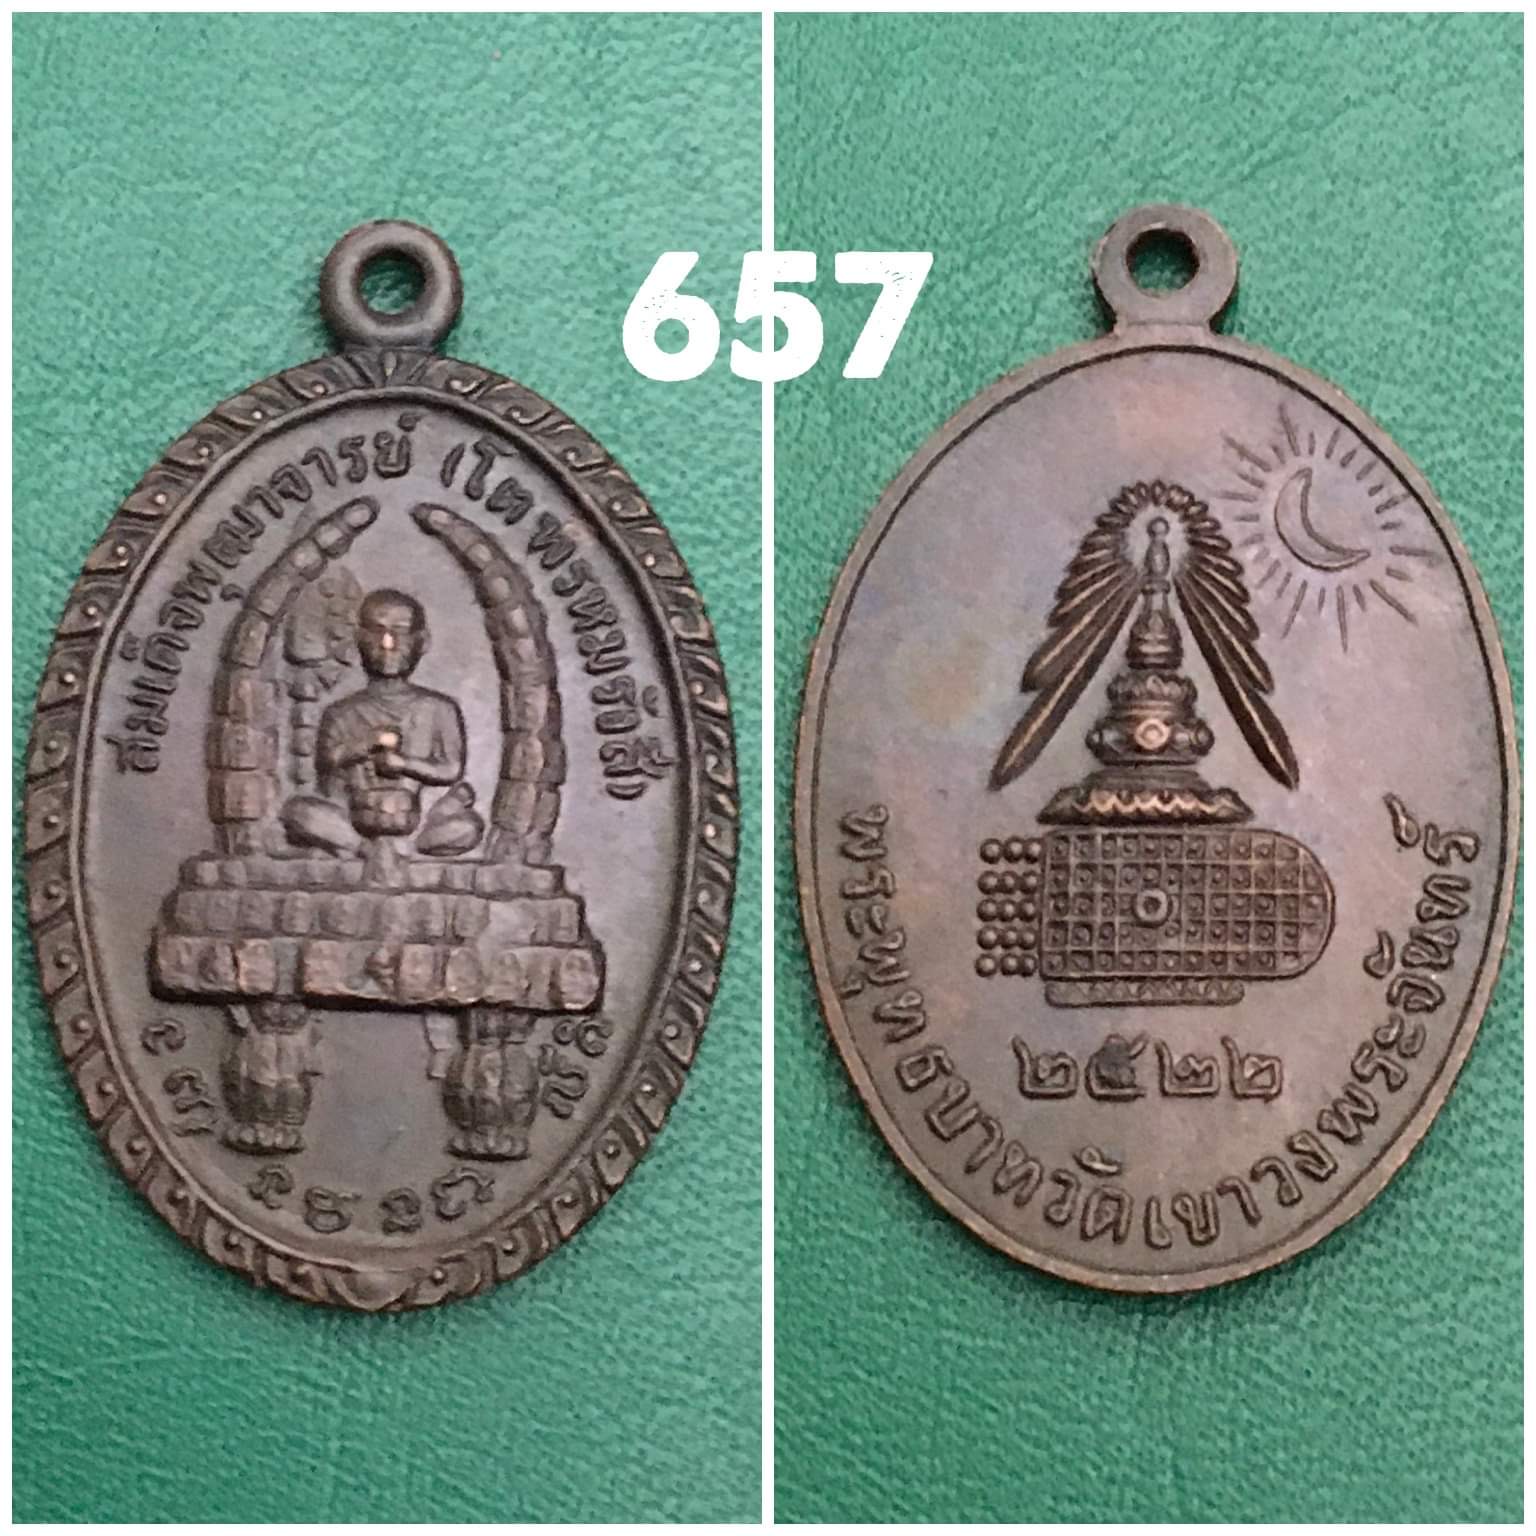 657
สมเด็จพุฒาจารย์ (โต พรหมรังสี)
พระพุทธบาทวัดเขาวงพระจันทร์
๒๕๒๒